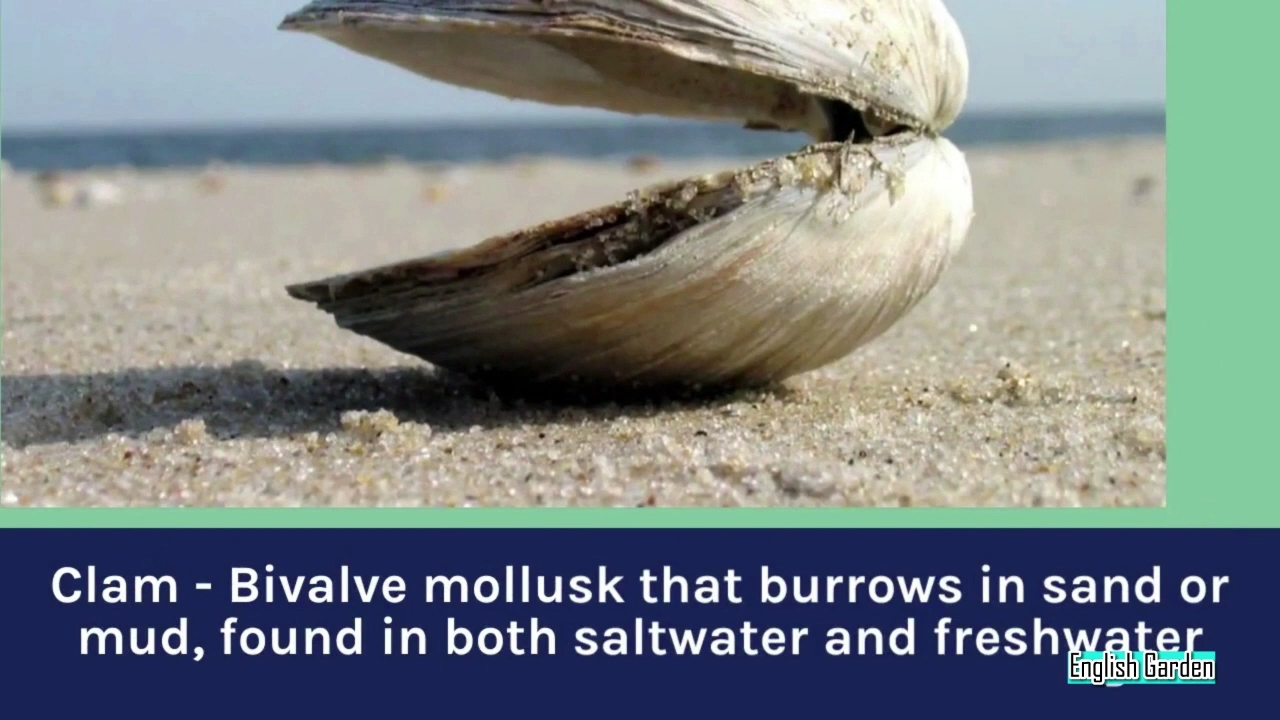 Clam - Bivalve mollusk that burrows in sand or
mud, found in both saltwater and freshwater
English Garden